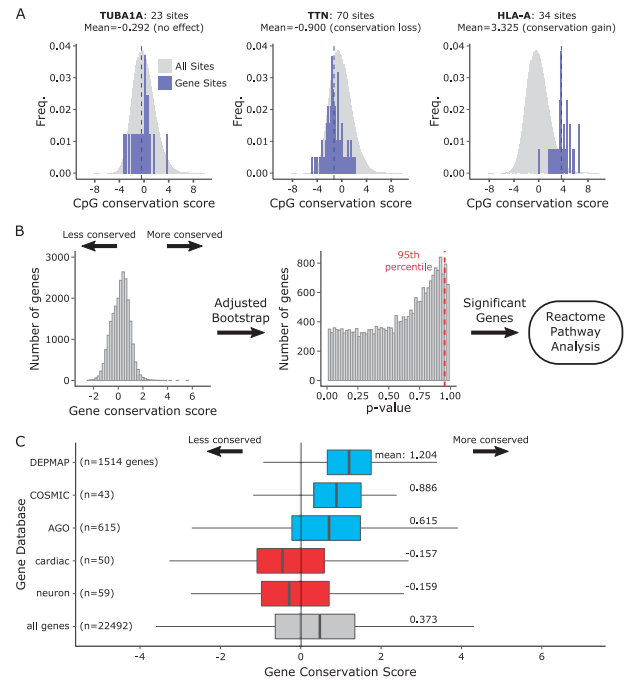 A
TUBA1A: 23 sites
Mean=-0.292 (no effect)
TTN: 70 sites
Mean=-0.900 (conservation loss)
HLA-A: 34 sites
Mean=3.325 (conservation gain)
Freq.
0.04
0.03
0.02
0.01
0.00
All Sites
Gene Sites
-8
-4
0
4
8
CpG conservation score
Freq.
0.04
0.03
0.02
0.01
0.00
-8
-4
0
4
8
CpG conservation score
Freq.
0.04
0.03
0.02
0.01
0.00
-8
-4
0
4
8
CpG conservation score
B
Less conserved
More conserved
Number of genes
3000
2000
1000
0
-2
0
2
4
6
Gene conservation score
Adjusted
Bootstrap
Number of genes
800
600
400
200
0
95th
percentile
0.00
0.25
0.50
0.75
1.00
p-value
Significant
Genes
Reactome
Pathway
Analysis
C
Less conserved
More conserved
Gene Database
DEPMAP
(n=1514 genes)
mean: 1.204
COSMIC
(n=43)
0.886
AGO
(n=615)
0.615
cardiac
(n=50)
-0.157
neuron
(n=59)
-0.159
all genes
(n=22492)
0.373
-4
-2
0
2
4
6
Gene Conservation Score